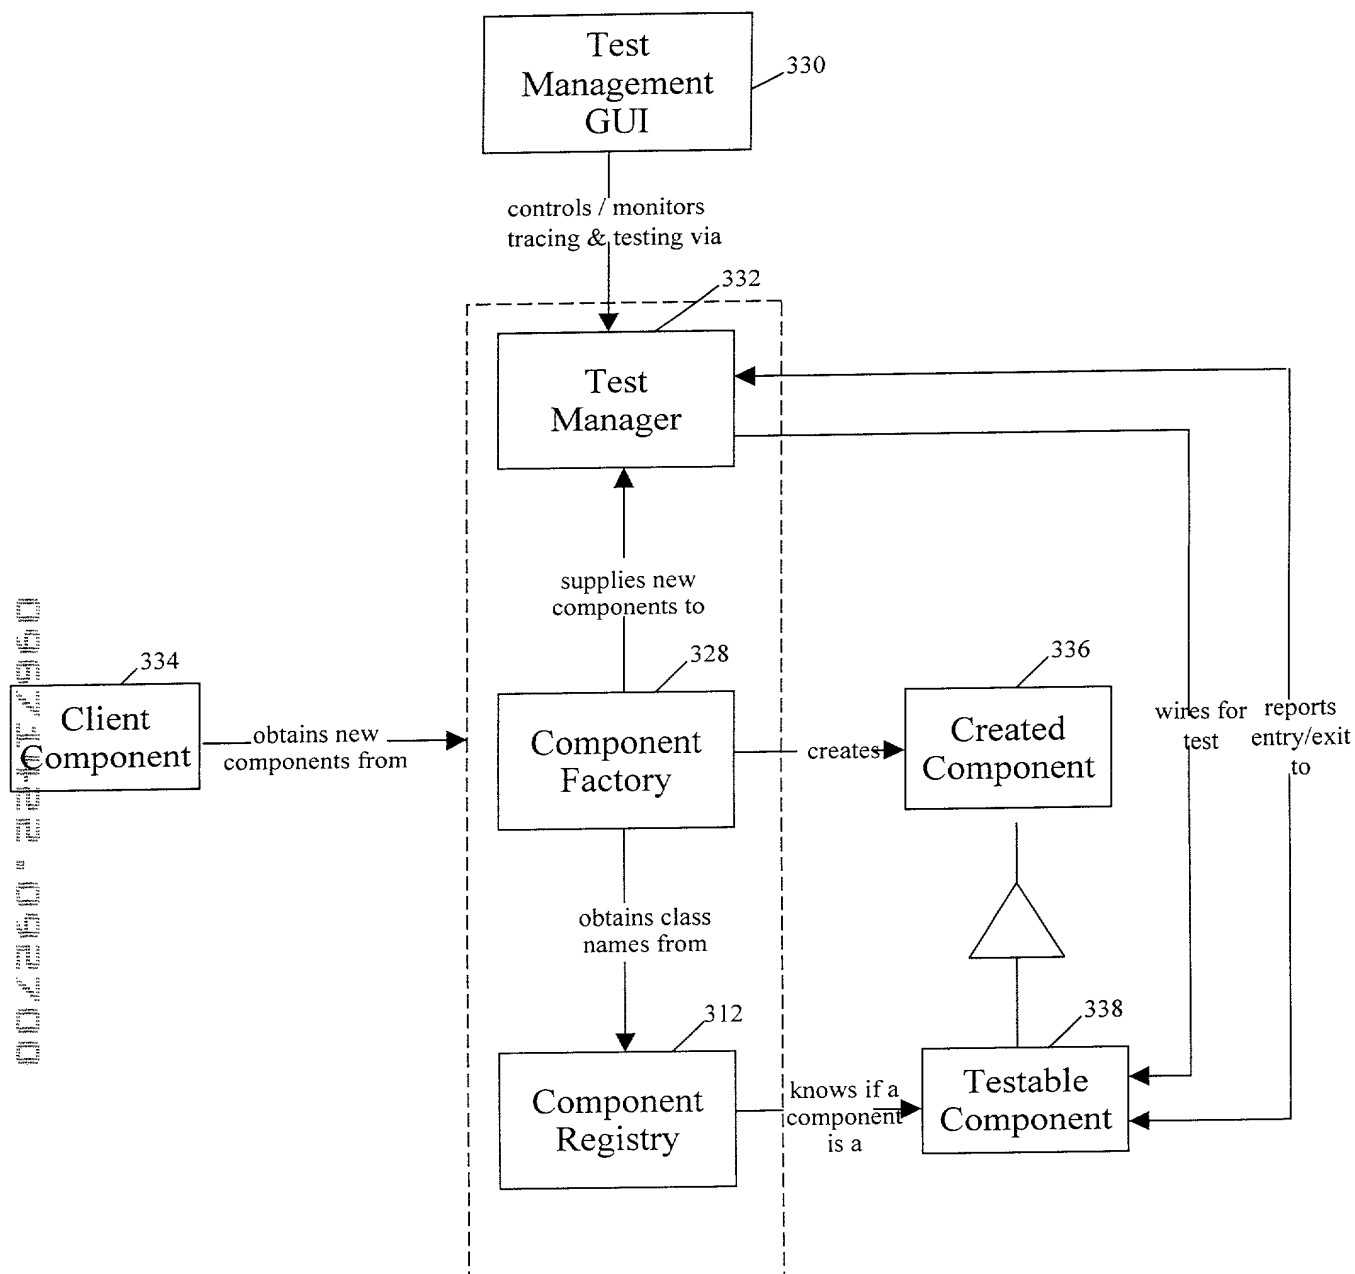 Test
Management
GUI
330
controls / monitors
tracing & testing via
332
Test
Manager
supplies new
components to
334
328
336
Client
Component
obtains new
components from
Component
Factory
creates
Created
Component
wires for
test
reports
entry/exit
to
obtains class
names from
312
338
Component
Registry
knows if a
component
is a
Testable
Component